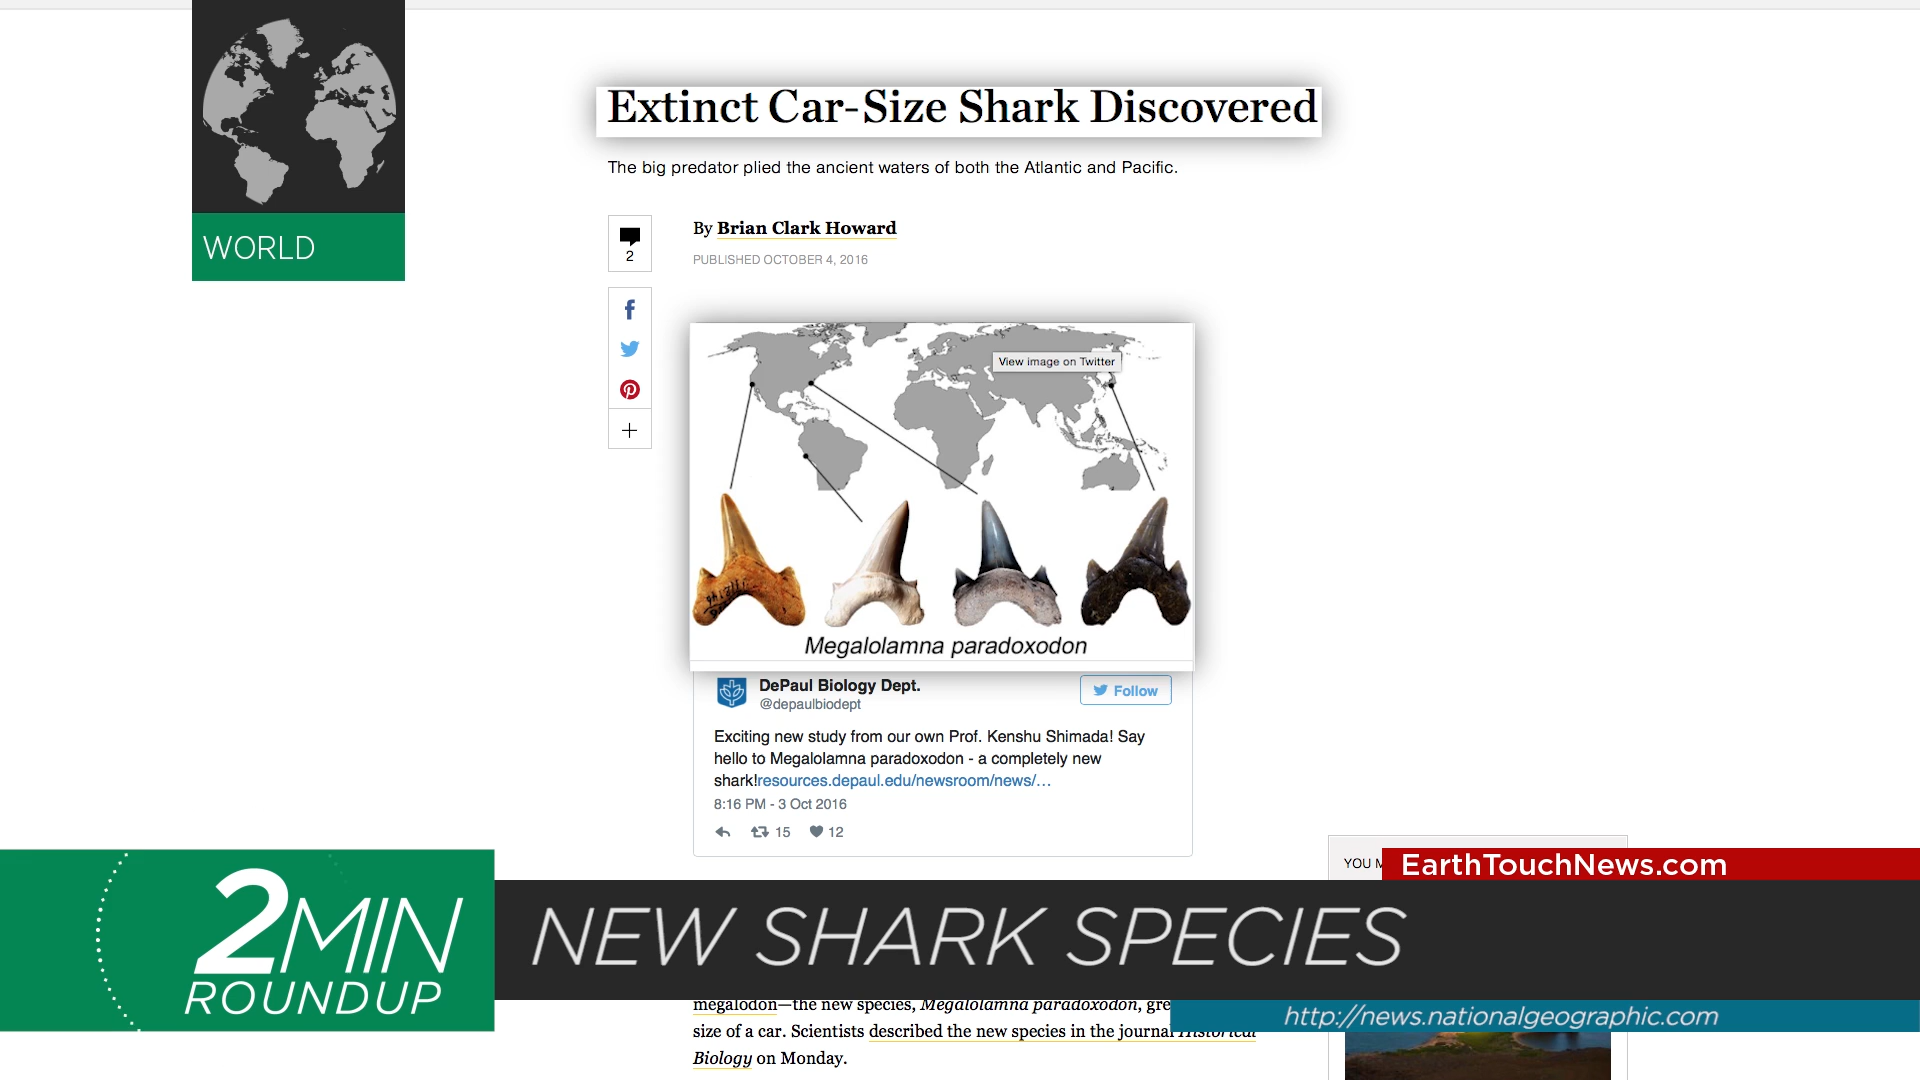 WORLD
Extinct Car-Size Shark Discovered
The big predator plied the ancient waters of both the Atlantic and Pacific.
2
By Brian Clark Howard
PUBLISHED OCTOBER 4, 2016
View image on Twitter
Megalolamna paradoxodon
DePaul Biology Dept.
@depaulbiodept
Follow
Exciting new study from our own Prof. Kenshu Shimada! Say
hello to Megalolamna paradoxodon - a completely new
shark!resources.depaul.edu/newsroom/news/…
8:16 PM - 3 Oct 2016
15
12
YOU
EarthTouchNews.com
2MIN
ROUNDUP
NEW SHARK SPECIES
megalodon—the new species, Megalolamna paradoxodon, gre
http://news.nationalgeographic.com
size of a car. Scientists described the new species in the journal Historical
Biology on Monday.